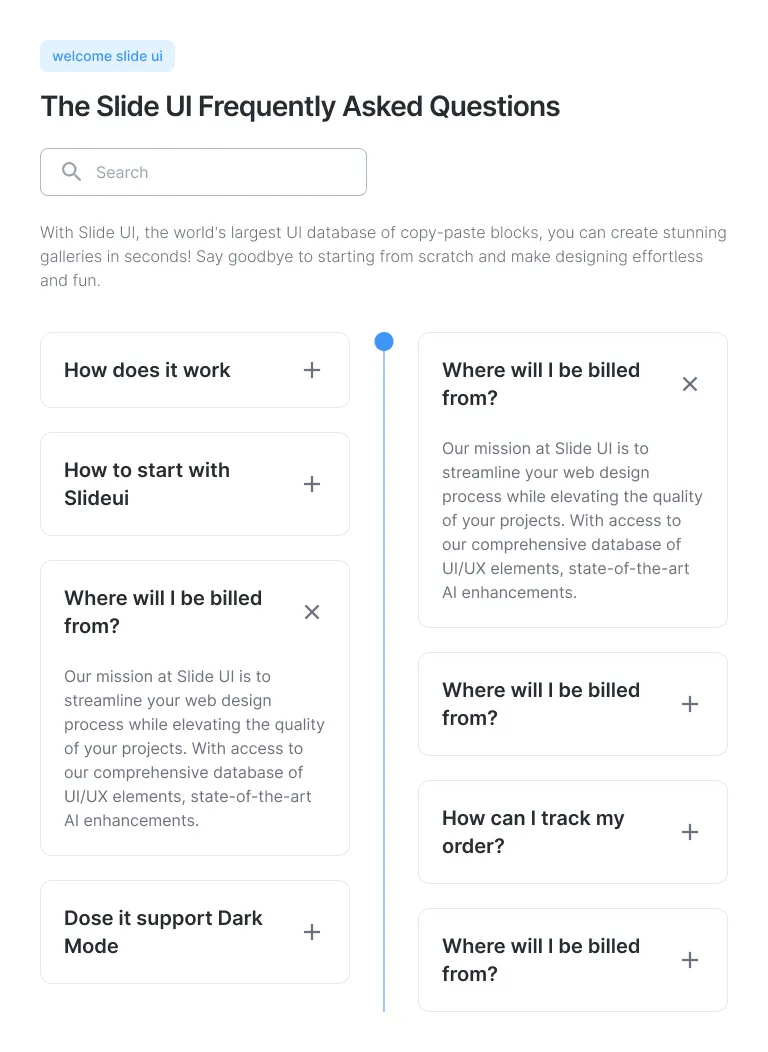 welcome slide ui
The Slide UI Frequently Asked Questions
Search
With Slide UI, the world's largest UI database of copy-paste blocks, you can create stunning
galleries in seconds! Say goodbye to starting from scratch and make designing effortless
and fun.
How does it work
How to start with
Slideui
Where will I be billed
from?
Our mission at Slide UI is to
streamline your web design
process while elevating the quality
of your projects. With access to
our comprehensive database of
UI/UX elements, state-of-the-art
AI enhancements.
Dose it support Dark
Mode
Where will I be billed
from?
Our mission at Slide UI is to
streamline your web design
process while elevating the quality
of your projects. With access to
our comprehensive database of
UI/UX elements, state-of-the-art
AI enhancements.
Where will I be billed
from?
How can I track my
order?
Where will I be billed
from?